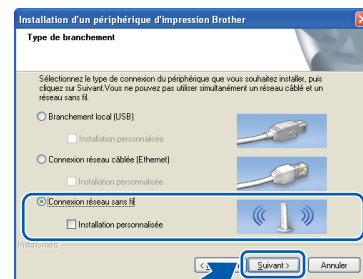 Installation d'un périphérique d'impression Brother
Type de branchement
Sélectionnez le type de connexion du périphérique que vous souhaitez installer, puis
cliquez sur Suivant.Vous ne pouvez pas utiliser simultanément un réseau câblé et un
réseau sans fil.
Branchement local (USB)
Installation personnalisée
Connexion réseau câblée (Ethernet)
Installation personnalisée
Connexion réseau sans fil
Installation personnalisée
InstallShield
Suivant >
Annuler